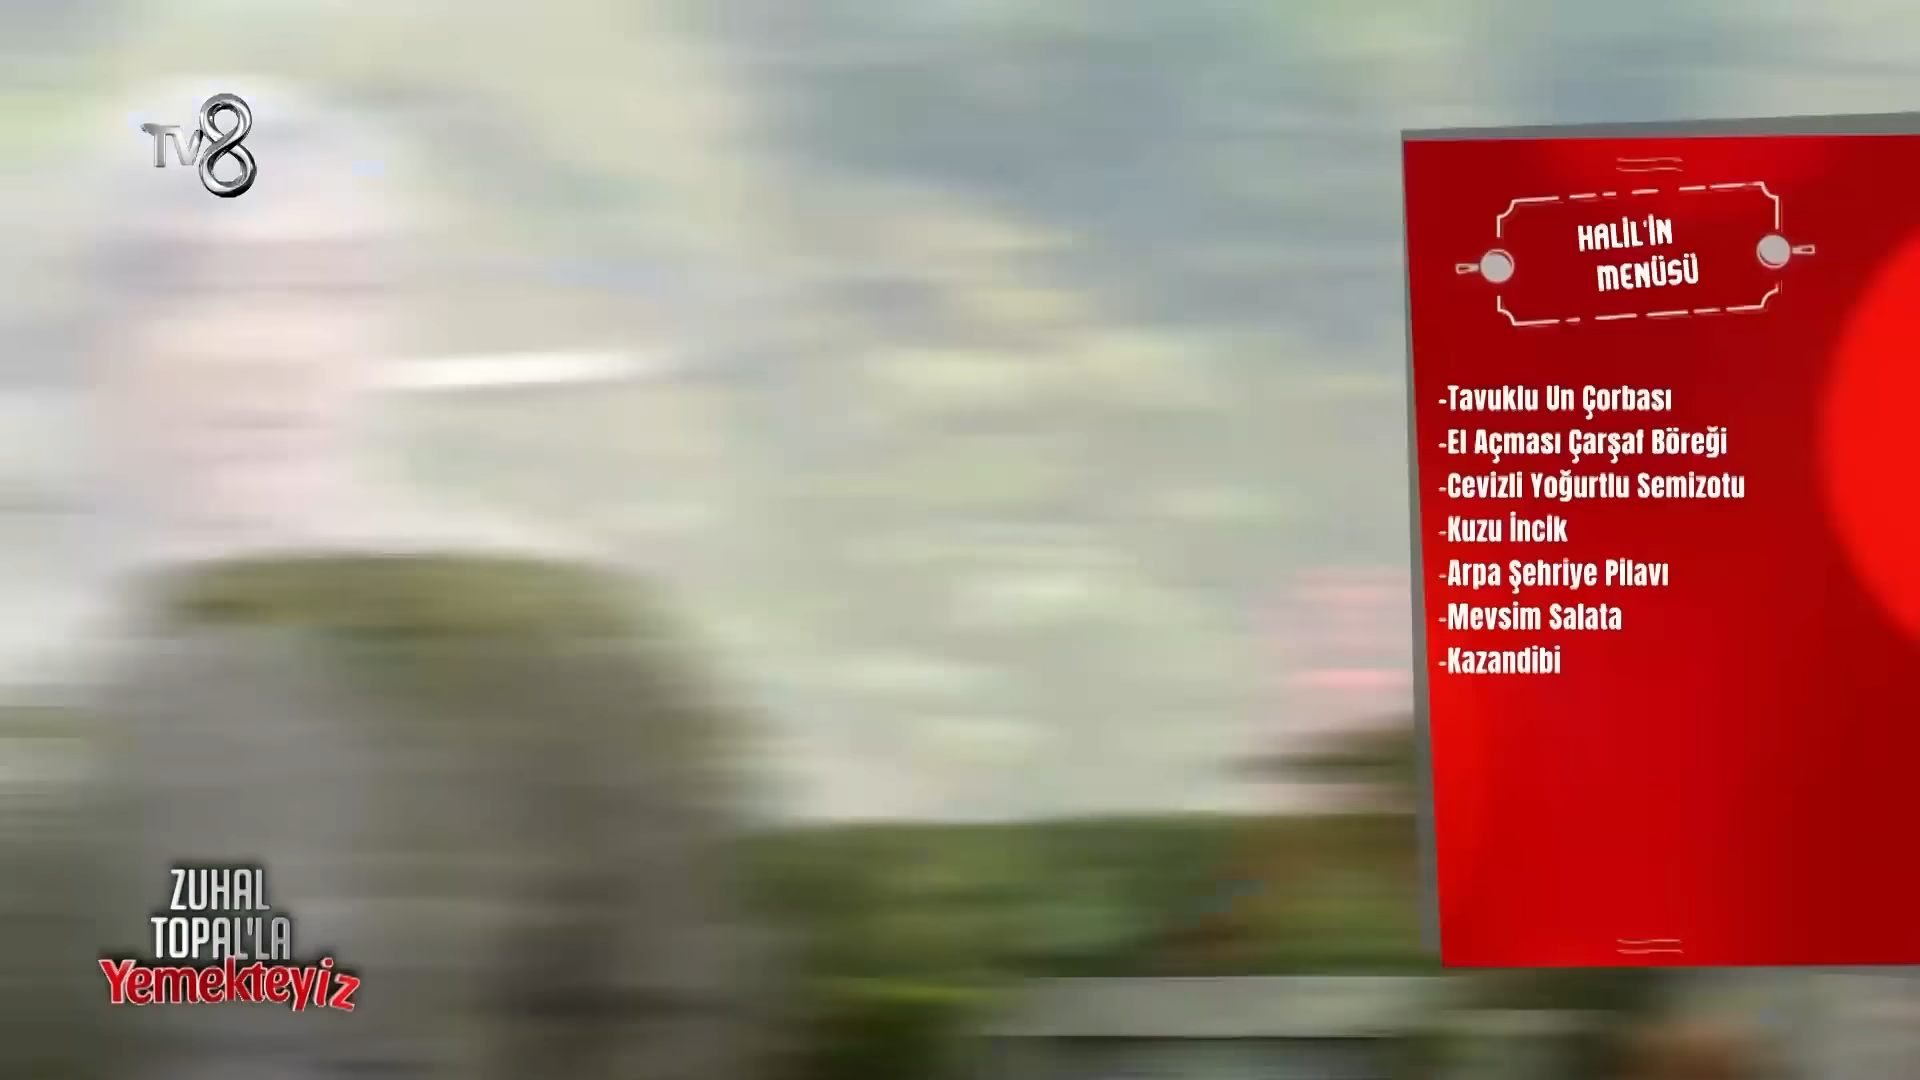 TV8
HALİL'İN
MENÜSÜ
-Tavuklu Un Çorbası
-El Açması Çarşaf Böreği
-Cevizli Yoğurtlu Semizotu
-Kuzu İncik
-Arpa Şehriye Pilavı
-Mevsim Salata
-Kazandibi
ZUHAL
TOPAL'LA
Yemekteyiz